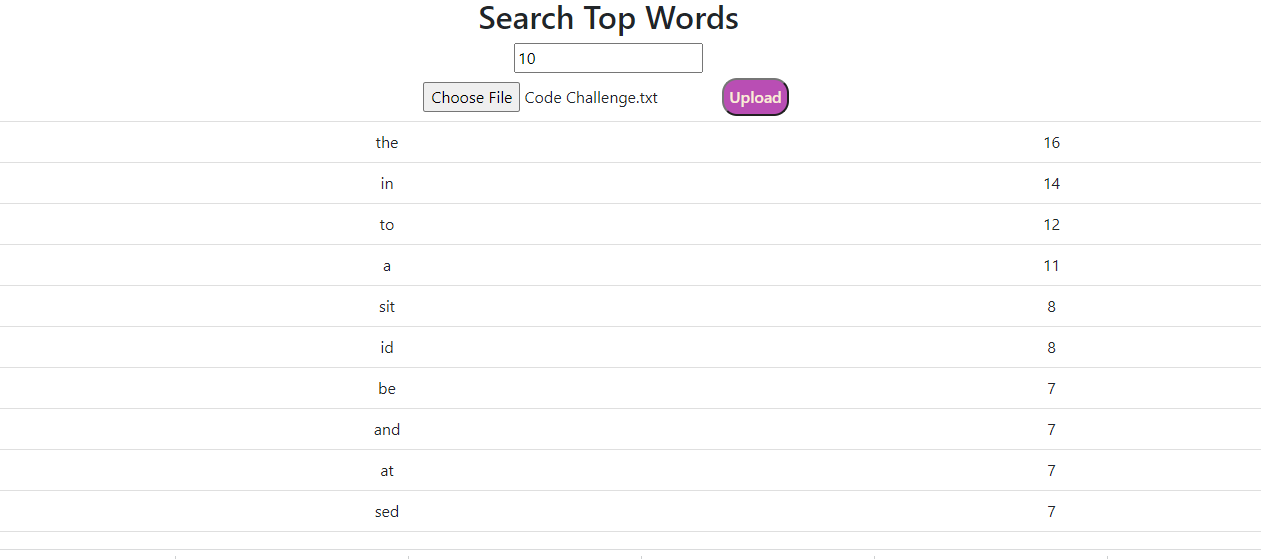 Search Top Words
10
Choose File Code Challenge.txt Upload
the 16
in 14
to 12
a 11
sit 8
id 8
be 7
and 7
at 7
sed 7